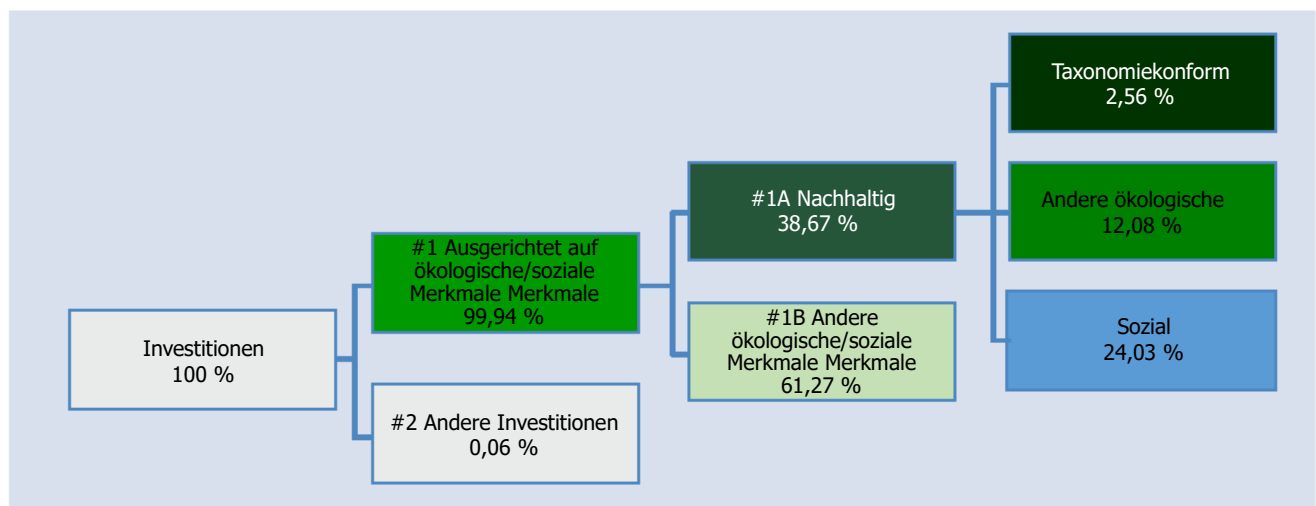 Investitionen
100 %
#1 Ausgerichtet auf
ökologische/soziale
Merkmale Merkmale
99,94 %
#2 Andere Investitionen
0,06 %
#1A Nachhaltig
38,67 %
#1B Andere
ökologische/soziale
Merkmale Merkmale
61,27 %
Taxonomiekonform
2,56 %
Andere ökologische
12,08 %
Sozial
24,03 %